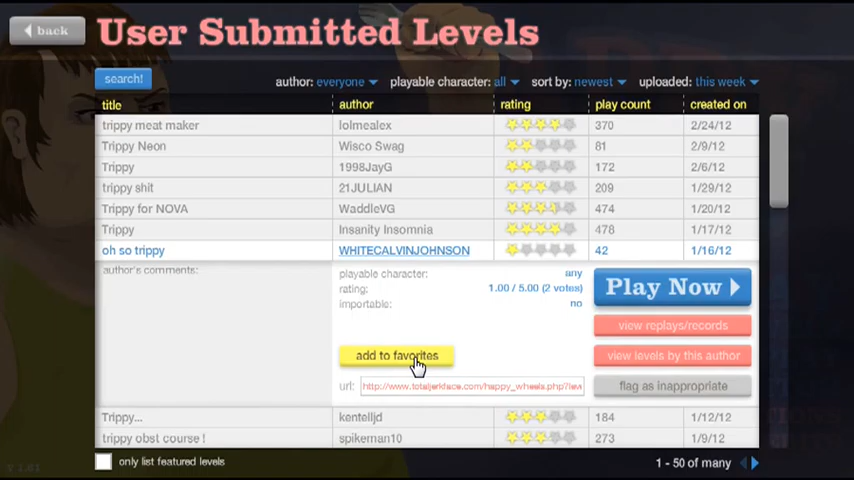 back
User Submitted Levels
search!
author: everyone playable character: all sort by: newest uploaded: this week
title author rating play count created on
trippy meat maker lolmealex 370 2/24/12
Trippy Neon Wisco Swag 81 2/9/12
Trippy 1998JayG 172 2/6/12
trippy shit 21JULIAN 209 1/29/12
Trippy for NOVA WaddleVG 474 1/20/12
Trippy Insanity Insomnia 478 1/17/12
oh so trippy WHITECALVINJOHNSON 42 1/16/12
author's comments:
playable character: any
rating: 1.00 / 5.00 (2 votes)
importable: no
Play Now
view replays/records
add to favorites
view levels by this author
url: http://www.totaljerkface.com/happy_wheels.php?lev
flag as inappropriate
Trippy... kentelljd 184 1/12/12
trippy obst course ! spikeman10 273 1/9/12
only list featured levels
1 - 50 of many